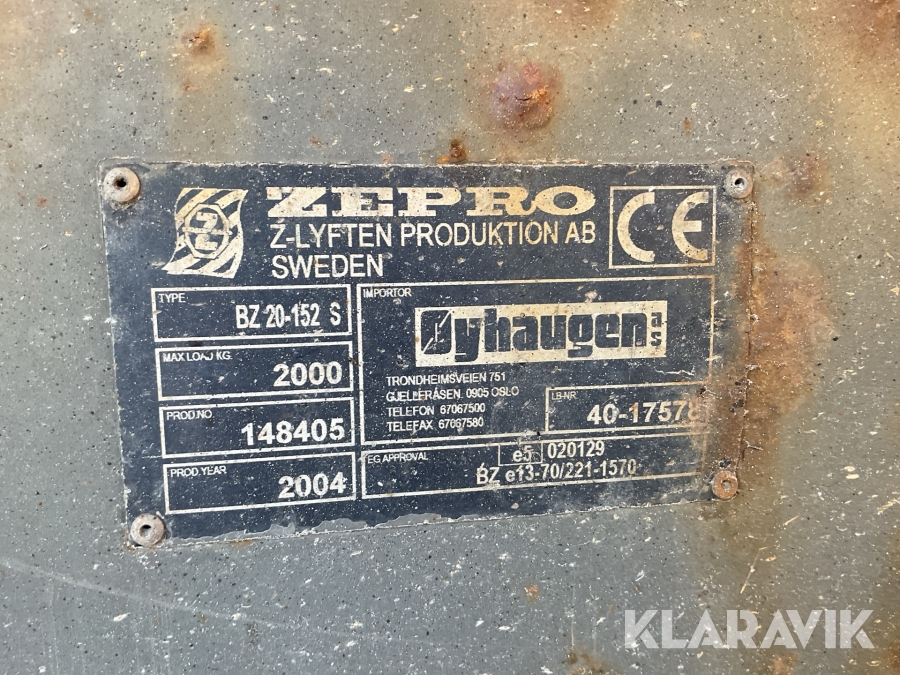 ZEPRO
Z-LYFTEN PRODUKTION AB
SWEDEN
CE
TYPE
BZ 20-152 S
MAX LOAD KG.
2000
PROD.NO.
148405
PROD.YEAR
2004
IMPORTOR
Øyhaugen a/s
TRONDHEIMSVEIEN 751
GJELLERÅSEN, 0905 OSLO
TELEFON 67067500
TELEFAX 67067580
LB-NR.
40-17578
EG APPROVAL
e5 020129
BZ e13-70/221-1570
KLARAVIK